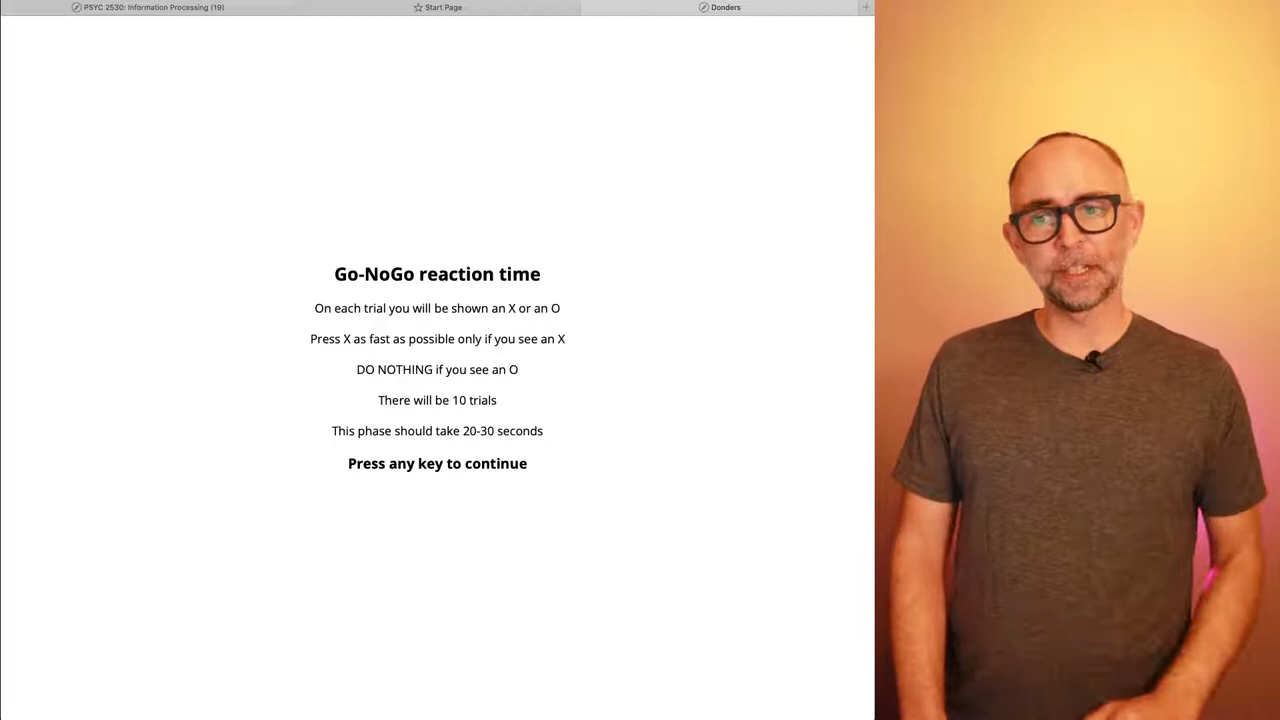 PSYC 2530: Information Processing (19)
Start Page
Donders
+
Go-NoGo reaction time
On each trial you will be shown an X or an O
Press X as fast as possible only if you see an X
DO NOTHING if you see an O
There will be 10 trials
This phase should take 20-30 seconds
Press any key to continue